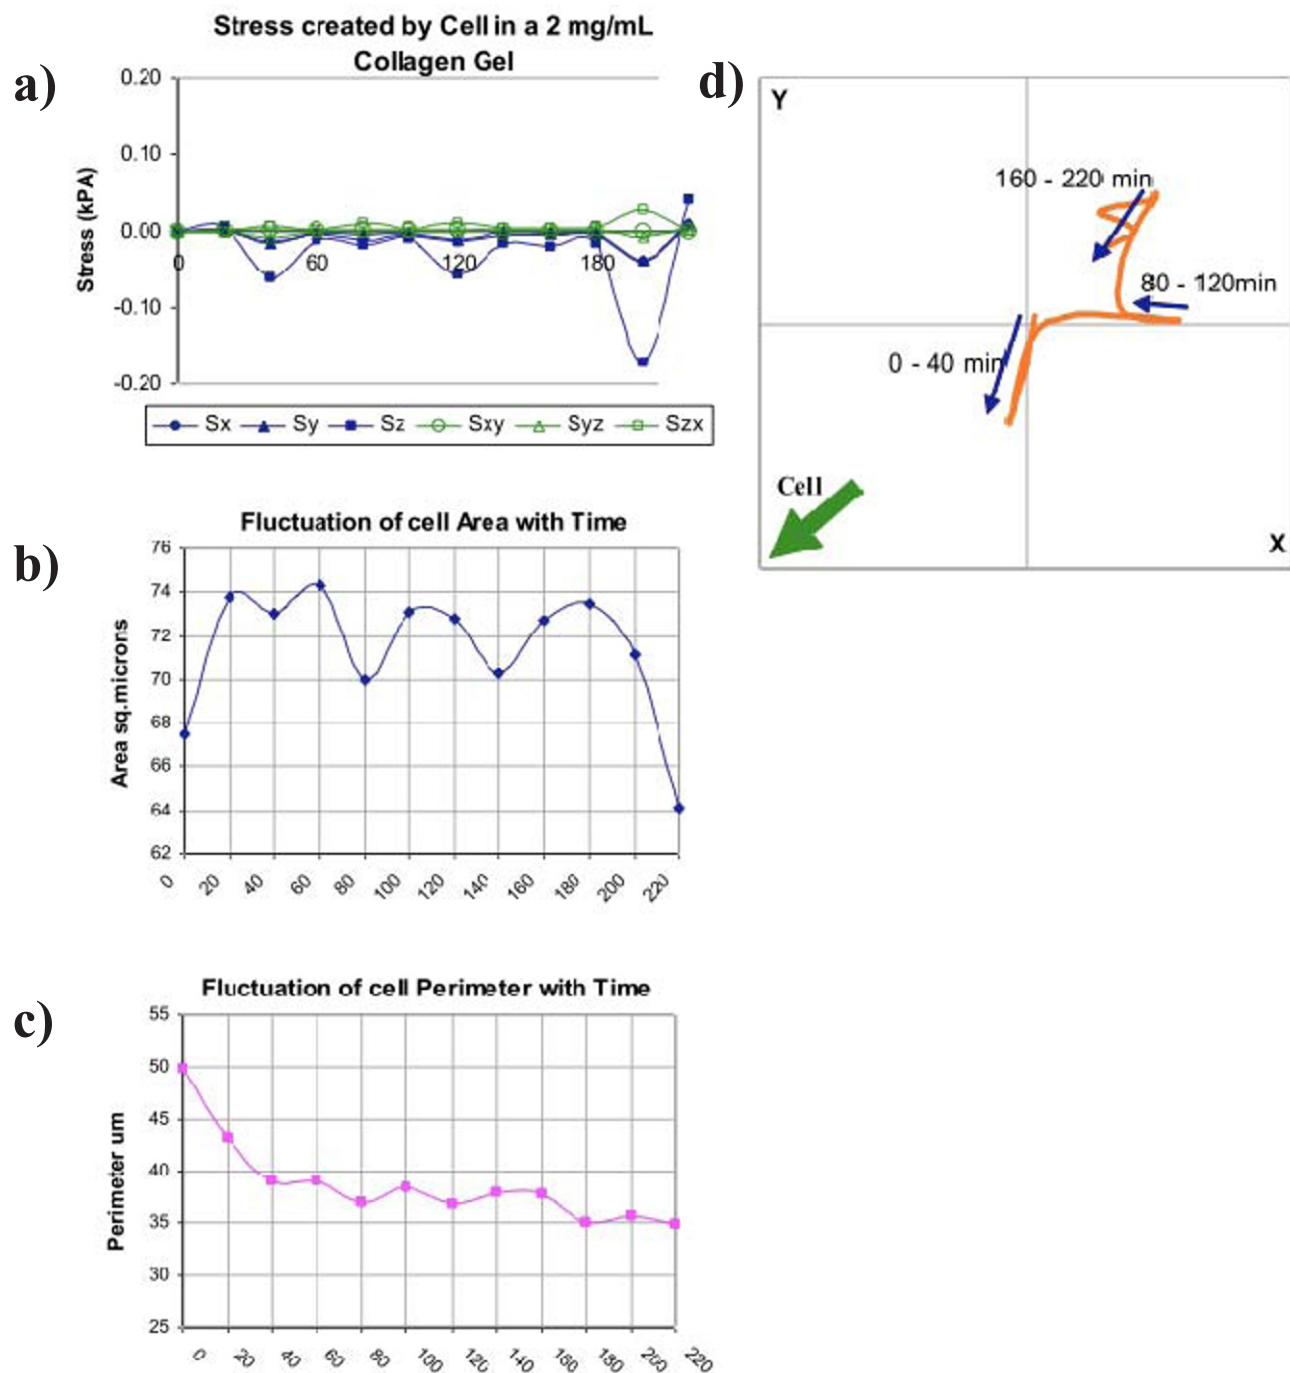 a)
Stress created by Cell in a 2 mg/mL
Collagen Gel
Stress (kPA)
0.20
0.10
0.00
-0.10
-0.20
0 60 120 180
Sx Sy Sz Sxy Syz Szx
b)
Fluctuation of cell Area with Time
Area sq.microns
76
74
72
70
68
66
64
62
0 20 40 60 80 100 120 140 160 180 200 220
c)
Fluctuation of cell Perimeter with Time
Perimeter um
55
50
45
40
35
30
25
0 20 40 60 80 100 120 140 160 180 200 220
d)
Y
160 - 220 min
80 - 120min
0 - 40 min
Cell
X